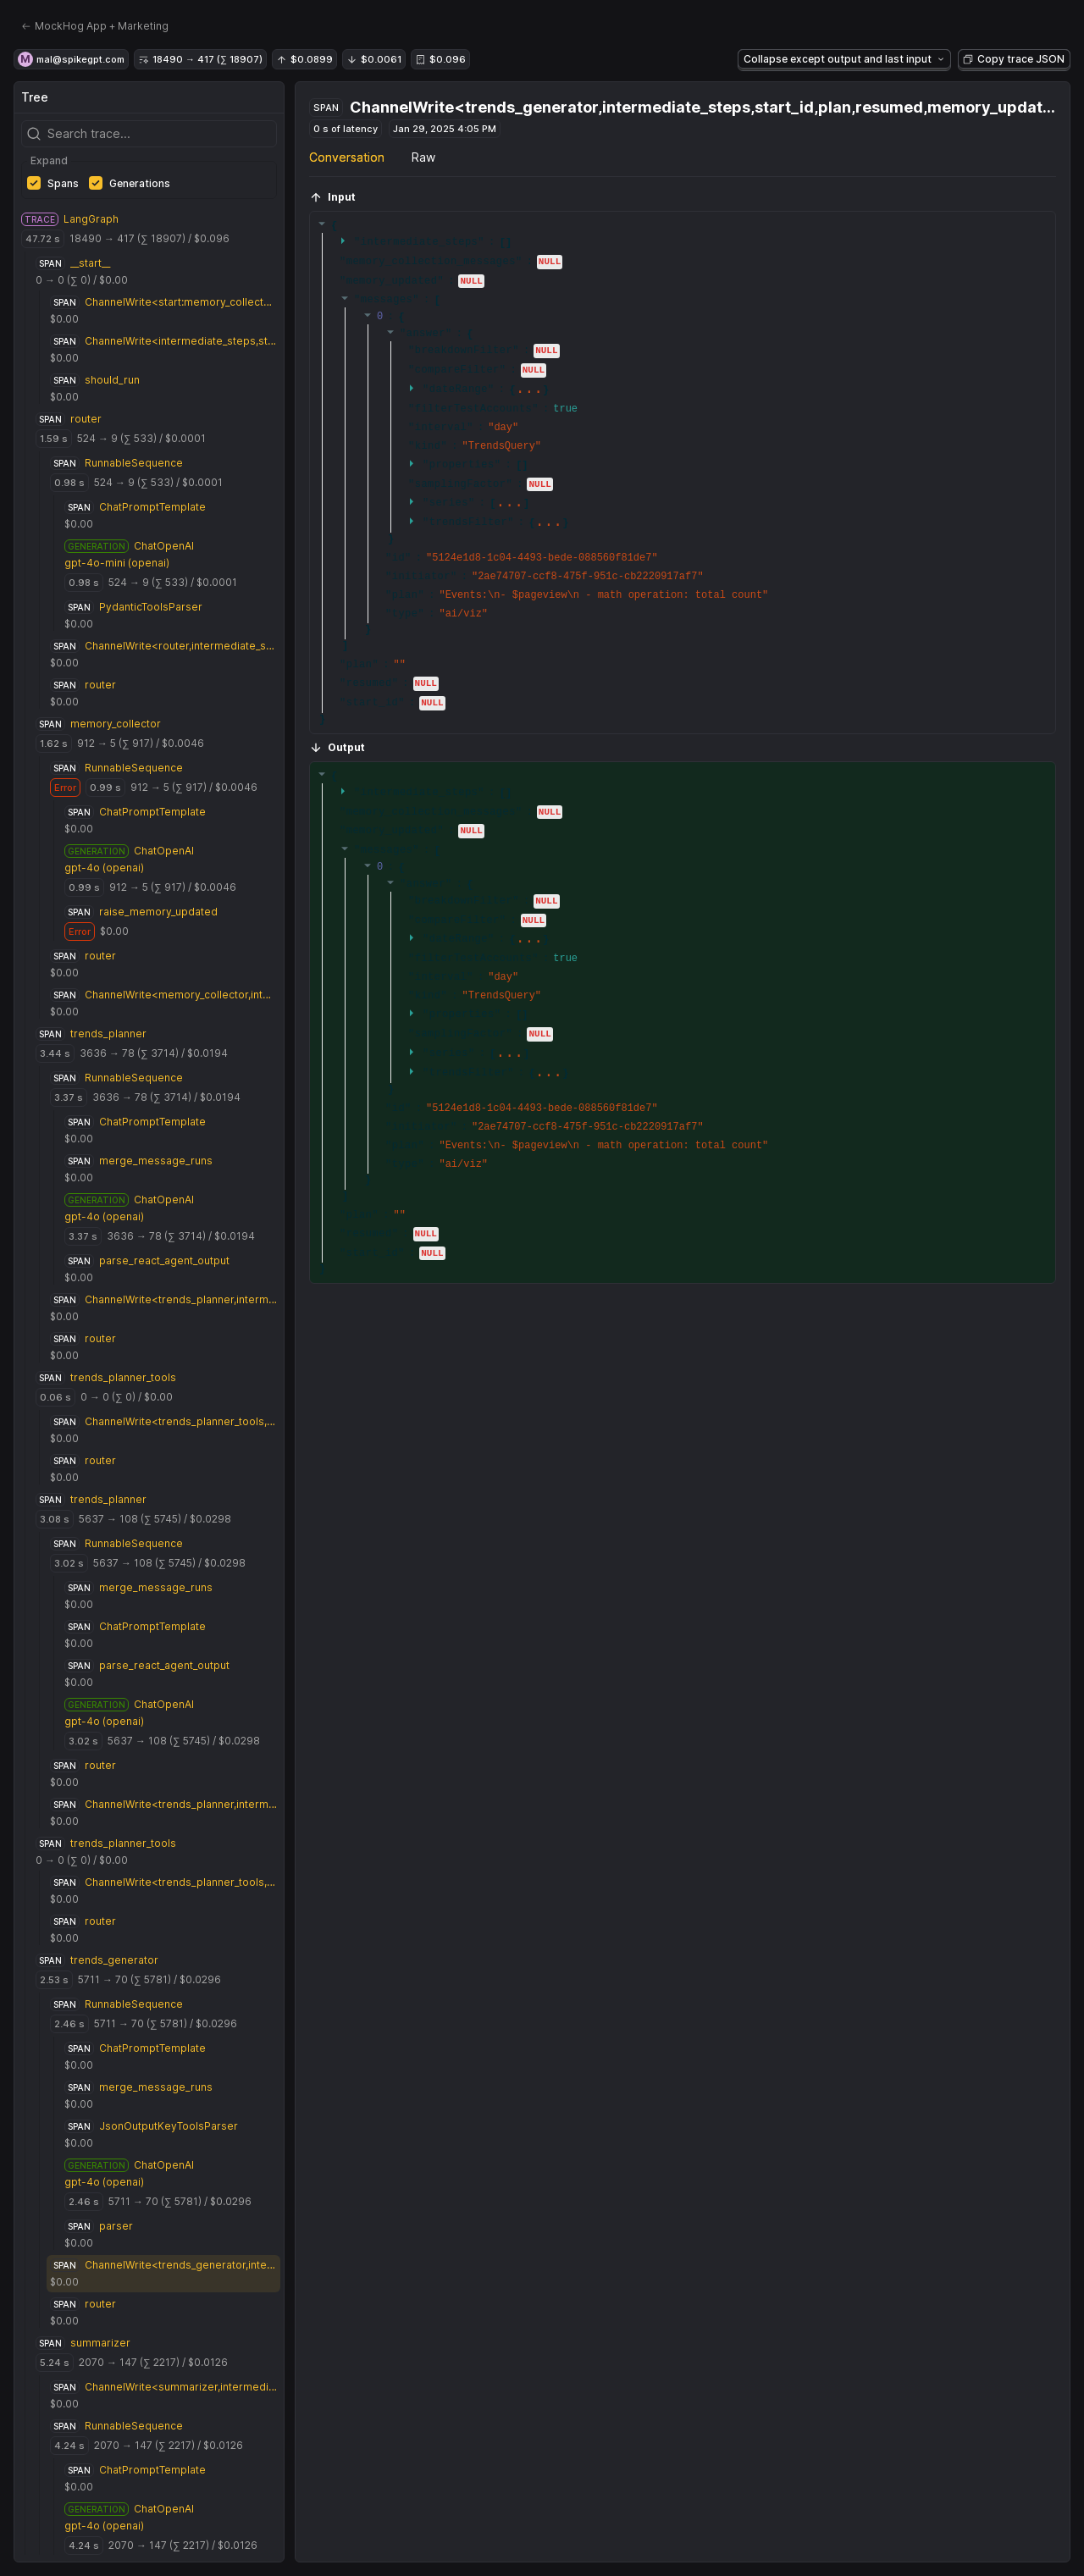 ← MockHog App + Marketing
M mal@spikegpt.com
18490 → 417 (∑ 18907)
↑ $0.0899
↓ $0.0061
$0.096
Collapse except output and last input
Copy trace JSON
Tree
Search trace...
Expand
Spans
Generations
TRACE LangGraph
47.72 s 18490 → 417 (∑ 18907) / $0.096
SPAN __start__
0 → 0 (∑ 0) / $0.00
SPAN ChannelWrite<start:memory_collect...
$0.00
SPAN ChannelWrite<intermediate_steps,st...
$0.00
SPAN should_run
$0.00
SPAN router
1.59 s 524 → 9 (∑ 533) / $0.0001
SPAN RunnableSequence
0.98 s 524 → 9 (∑ 533) / $0.0001
SPAN ChatPromptTemplate
$0.00
GENERATION ChatOpenAI
gpt-4o-mini (openai)
0.98 s 524 → 9 (∑ 533) / $0.0001
SPAN PydanticToolsParser
$0.00
SPAN ChannelWrite<router,intermediate_s...
$0.00
SPAN router
$0.00
SPAN memory_collector
1.62 s 912 → 5 (∑ 917) / $0.0046
SPAN RunnableSequence
Error 0.99 s 912 → 5 (∑ 917) / $0.0046
SPAN ChatPromptTemplate
$0.00
GENERATION ChatOpenAI
gpt-4o (openai)
0.99 s 912 → 5 (∑ 917) / $0.0046
SPAN raise_memory_updated
Error $0.00
SPAN router
$0.00
SPAN ChannelWrite<memory_collector,int...
$0.00
SPAN trends_planner
3.44 s 3636 → 78 (∑ 3714) / $0.0194
SPAN RunnableSequence
3.37 s 3636 → 78 (∑ 3714) / $0.0194
SPAN ChatPromptTemplate
$0.00
SPAN merge_message_runs
$0.00
GENERATION ChatOpenAI
gpt-4o (openai)
3.37 s 3636 → 78 (∑ 3714) / $0.0194
SPAN parse_react_agent_output
$0.00
SPAN ChannelWrite<trends_planner,interm...
$0.00
SPAN router
$0.00
SPAN trends_planner_tools
0.06 s 0 → 0 (∑ 0) / $0.00
SPAN ChannelWrite<trends_planner_tools,...
$0.00
SPAN router
$0.00
SPAN trends_planner
3.08 s 5637 → 108 (∑ 5745) / $0.0298
SPAN RunnableSequence
3.02 s 5637 → 108 (∑ 5745) / $0.0298
SPAN merge_message_runs
$0.00
SPAN ChatPromptTemplate
$0.00
SPAN parse_react_agent_output
$0.00
GENERATION ChatOpenAI
gpt-4o (openai)
3.02 s 5637 → 108 (∑ 5745) / $0.0298
SPAN router
$0.00
SPAN ChannelWrite<trends_planner,interm...
$0.00
SPAN trends_planner_tools
0 → 0 (∑ 0) / $0.00
SPAN ChannelWrite<trends_planner_tools,...
$0.00
SPAN router
$0.00
SPAN trends_generator
2.53 s 5711 → 70 (∑ 5781) / $0.0296
SPAN RunnableSequence
2.46 s 5711 → 70 (∑ 5781) / $0.0296
SPAN ChatPromptTemplate
$0.00
SPAN merge_message_runs
$0.00
SPAN JsonOutputKeyToolsParser
$0.00
GENERATION ChatOpenAI
gpt-4o (openai)
2.46 s 5711 → 70 (∑ 5781) / $0.0296
SPAN parser
$0.00
SPAN ChannelWrite<trends_generator,inte...
$0.00
SPAN router
$0.00
SPAN summarizer
5.24 s 2070 → 147 (∑ 2217) / $0.0126
SPAN ChannelWrite<summarizer,intermedi...
$0.00
SPAN RunnableSequence
4.24 s 2070 → 147 (∑ 2217) / $0.0126
SPAN ChatPromptTemplate
$0.00
GENERATION ChatOpenAI
gpt-4o (openai)
4.24 s 2070 → 147 (∑ 2217) / $0.0126
SPAN ChannelWrite<trends_generator,intermediate_steps,start_id,plan,resumed,memory_updat...
0 s of latency
Jan 29, 2025 4:05 PM
Conversation
Raw
↑ Input
NULL
NULL
0
NULL
NULL
...
true
"day"
"TrendsQuery"
NULL
...
...
"5124e1d8-1c04-4493-bede-088560f81de7"
"2ae74707-ccf8-475f-951c-cb2220917af7"
"Events:\n- $pageview\n - math operation: total count"
"ai/viz"
""
NULL
NULL
↓ Output
NULL
NULL
0
NULL
NULL
...
true
"day"
"TrendsQuery"
NULL
...
...
"5124e1d8-1c04-4493-bede-088560f81de7"
"2ae74707-ccf8-475f-951c-cb2220917af7"
"Events:\n- $pageview\n - math operation: total count"
"ai/viz"
""
NULL
NULL